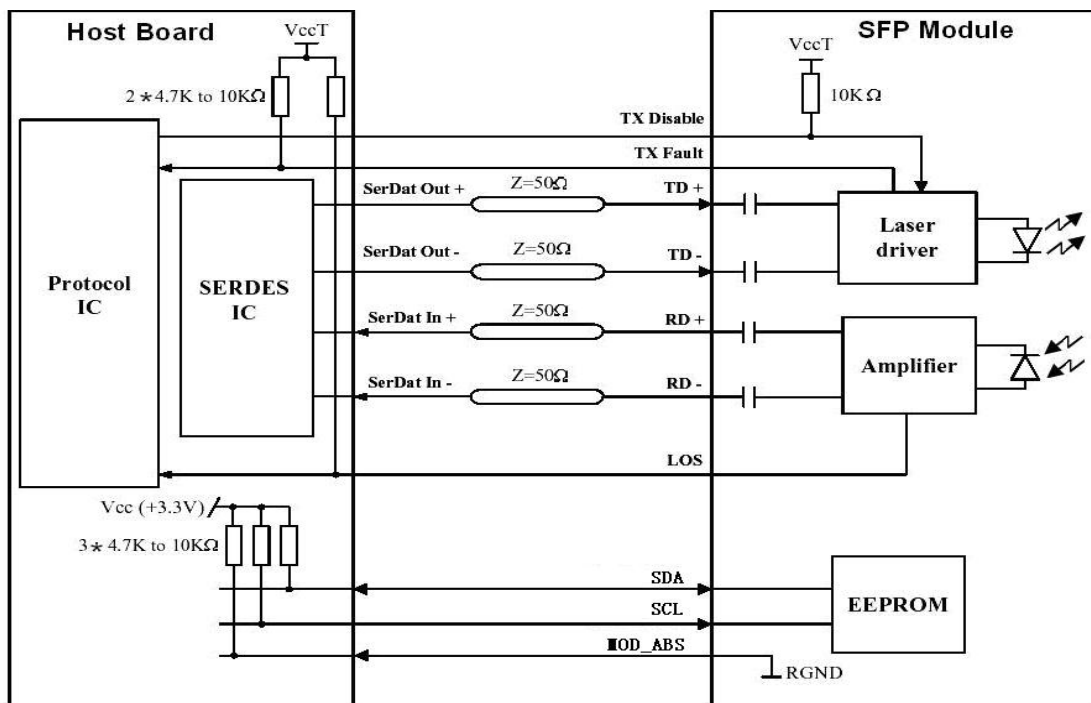 Host Board
SFP Module
VccT
VccT
2*4.7K to 10KΩ
10KΩ
TX Disable
TX Fault
SerDat Out +
Z=50Ω
TD +
Laser
driver
SerDat Out -
Z=50Ω
TD -
Protocol
IC
SERDES
IC
SerDat In +
Z=50Ω
RD +
Amplifier
SerDat In -
Z=50Ω
RD -
LOS
Vcc (+3.3V)
3*4.7K to 10KΩ
SDA
EEPROM
SCL
MOD_ABS
RGND